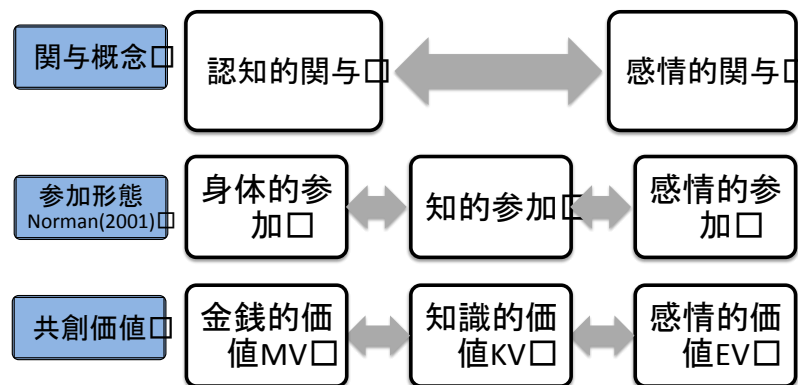 関与概念□
認知的関与□
感情的関与□
参加形態
Norman(2001)□
身体的参
加□
知的参加□
感情的参
加□
共創価値□
金銭的価
値MV□
知識的価
値KV□
感情的価
値EV□